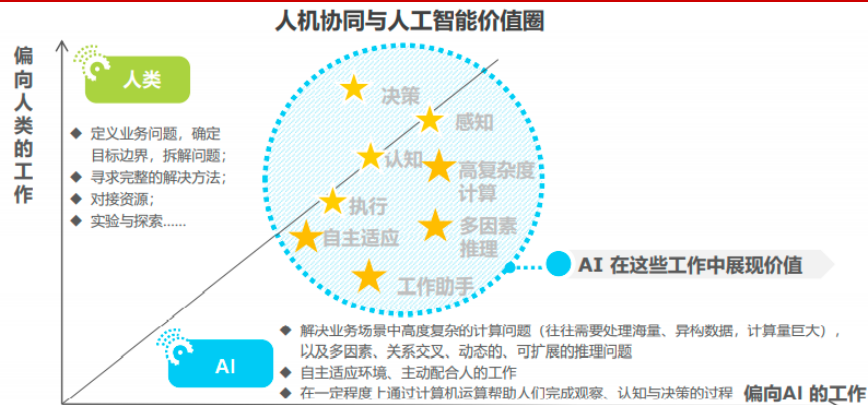 人机协同与人工智能价值圈
偏向人类的工作
人类
◆ 定义业务问题，确定
目标边界，拆解问题；
◆ 寻求完整的解决方法；
◆ 对接资源；
◆ 实验与探索……
决策
感知
认知
高复杂度
计算
执行
自主适应
多因素
推理
工作助手
AI 在这些工作中展现价值
AI
◆ 解决业务场景中高度复杂的计算问题（往往需要处理海量、异构数据，计算量巨大），
以及多因素、关系交叉、动态的、可扩展的推理问题
◆ 自适应环境、主动配合人的工作
◆ 在一定程度上通过计算机运算帮助人们完成观察、认知与决策的过程
偏向AI 的工作